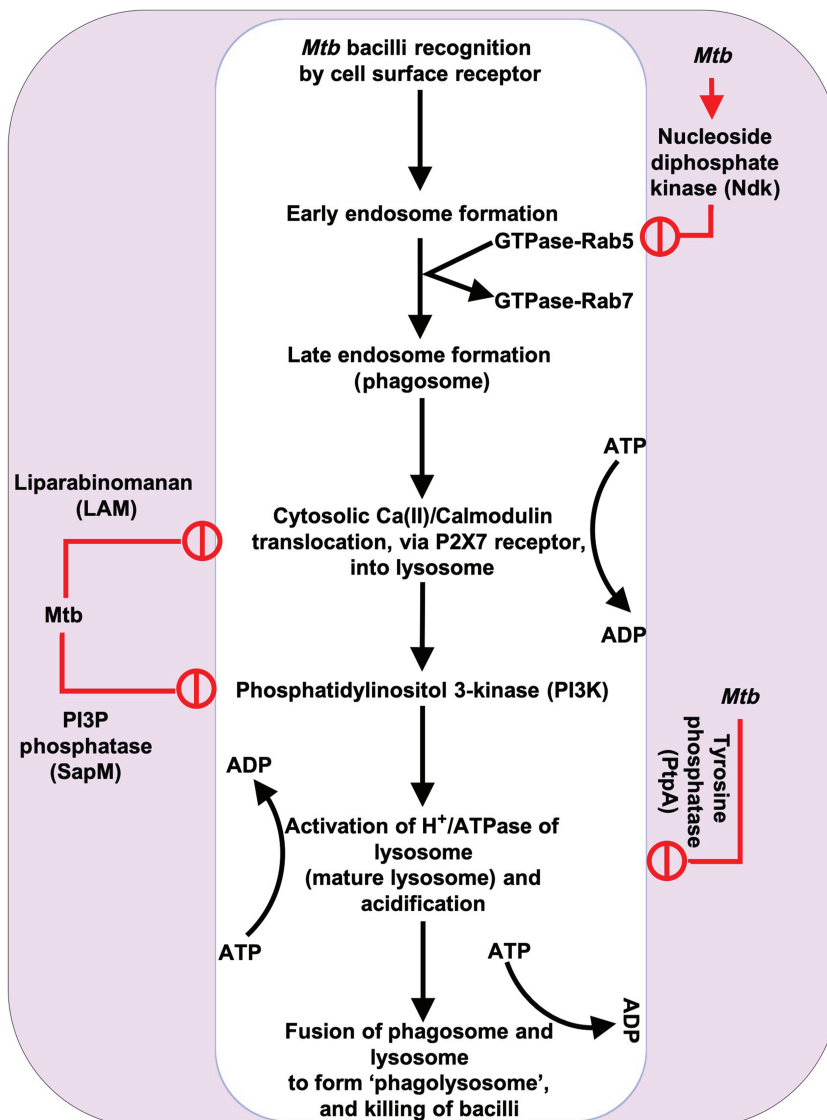 Mtb bacilli recognition
by cell surface receptor
Mtb
Nucleoside
diphosphate
kinase (Ndk)
Early endosome formation
GTPase-Rab5
GTPase-Rab7
Late endosome formation
(phagosome)
ATP
Liparabinomanan
(LAM)
Cytosolic Ca(II)/Calmodulin
translocation, via P2X7 receptor,
into lysosome
Mtb
ADP
Phosphatidylinositol 3-kinase (PI3K)
PI3P
phosphatase
(SapM)
Mtb
Tyrosine
phosphatase
(PtpA)
ADP
Activation of H+/ATPase of
lysosome
(mature lysosome) and
acidification
ATP
ATP
ADP
Fusion of phagosome and
lysosome
to form ‘phagolysosome’,
and killing of bacilli